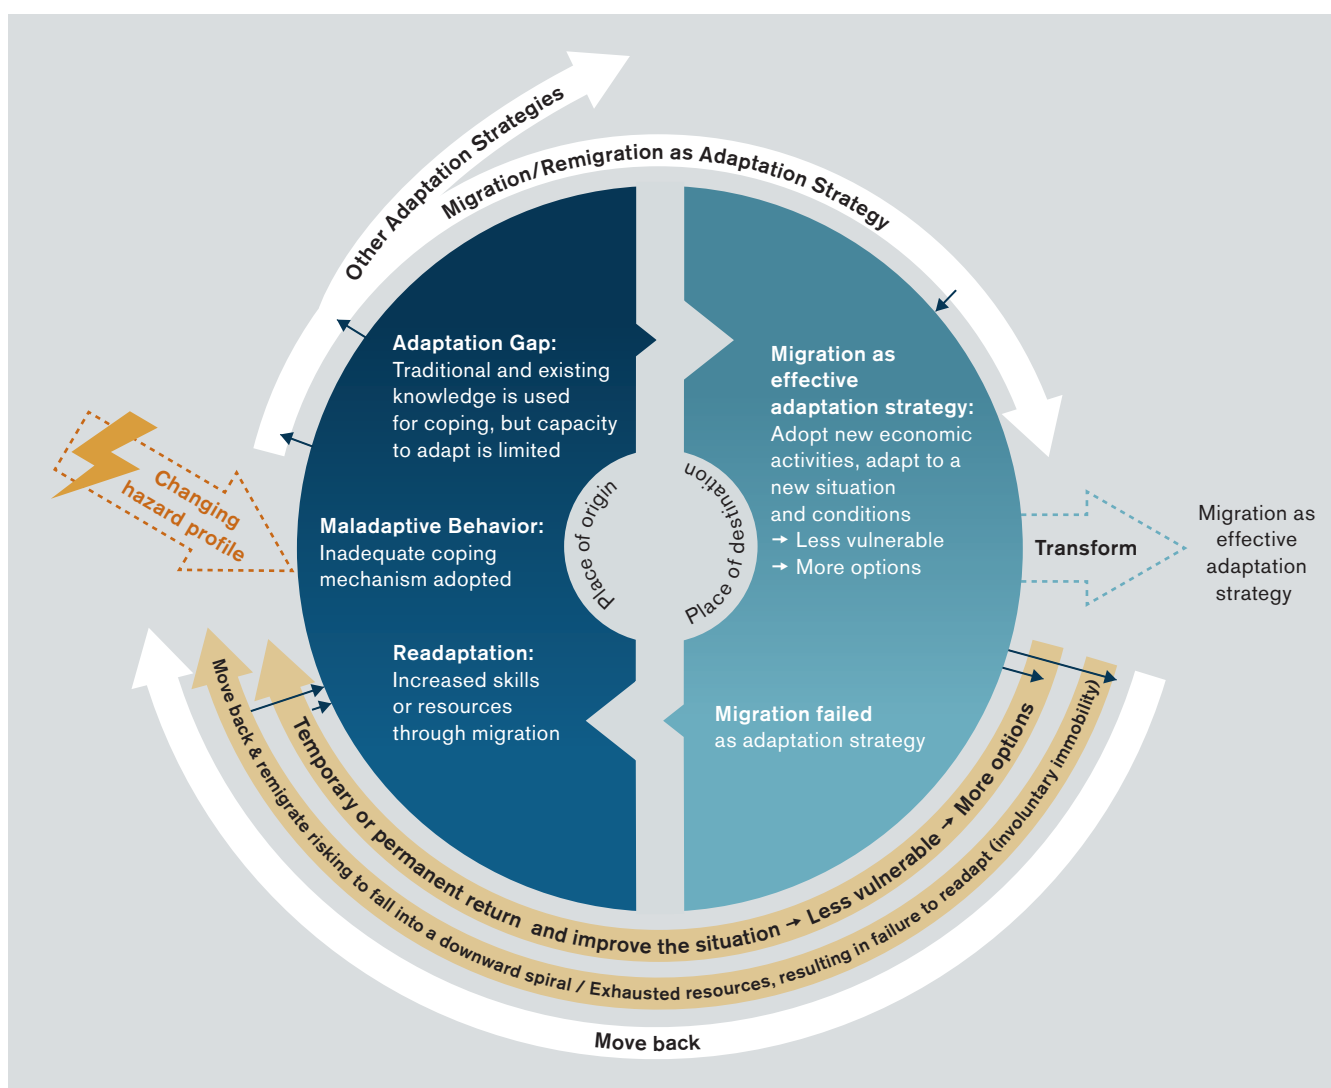 Other Adaptation Strategies
Migration/Remigration as Adaptation Strategy
Changing
hazard profile
Adaptation Gap:
Traditional and existing
knowledge is used
for coping, but capacity
to adapt is limited
Maladaptive Behavior:
Inadequate coping
mechanism adopted
Readaptation:
Increased skills
or resources
through migration
Place of origin
Place of destination
Migration as
effective
adaptation strategy:
Adopt new economic
activities, adapt to a
new situation
and conditions
→ Less vulnerable
→ More options
Migration failed
as adaptation strategy
Transform
Migration as
effective
adaptation
strategy
Temporary or permanent return and improve the situation → Less vulnerable → More options
Move back & remigrate risking to fall into a downward spiral / Exhausted resources, resulting in failure to readapt (involuntary immobility)
Move back